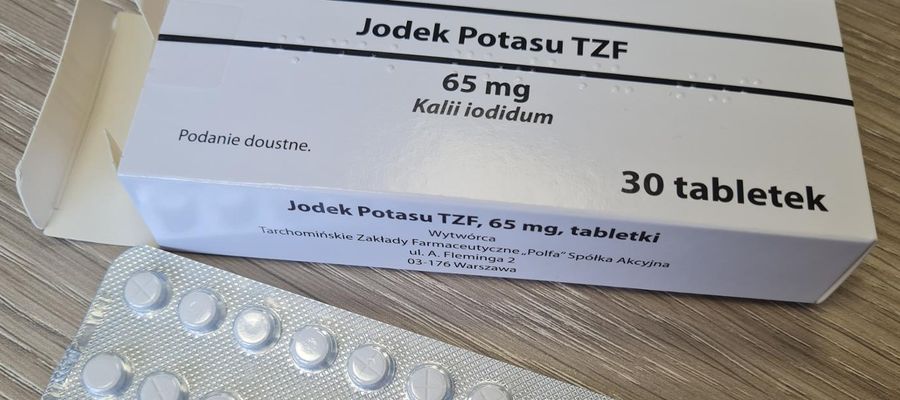 Jodek Potasu TZF
65 mg
Kalii iodidum
Podanie doustne.
30 tabletek
Jodek Potasu TZF, 65 mg, tabletki
Wytwórca
Tarchomińskie Zakłady Farmaceutyczne „Polfa” Spółka Akcyjna
ul. A. Fleminga 2
03-176 Warszawa